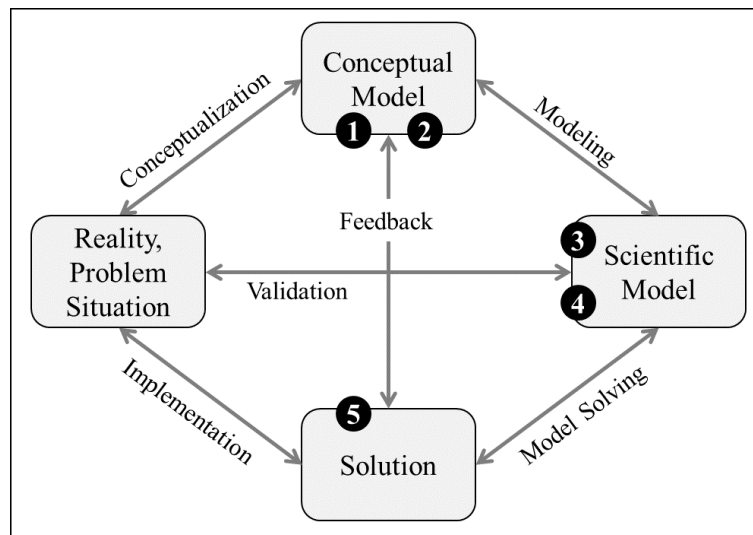 Conceptual
Model
1 2
Conceptualization
Modeling
Feedback
Reality,
Problem
Situation
Validation
3
Scientific
Model
4
Implementation
Model Solving
5
Solution